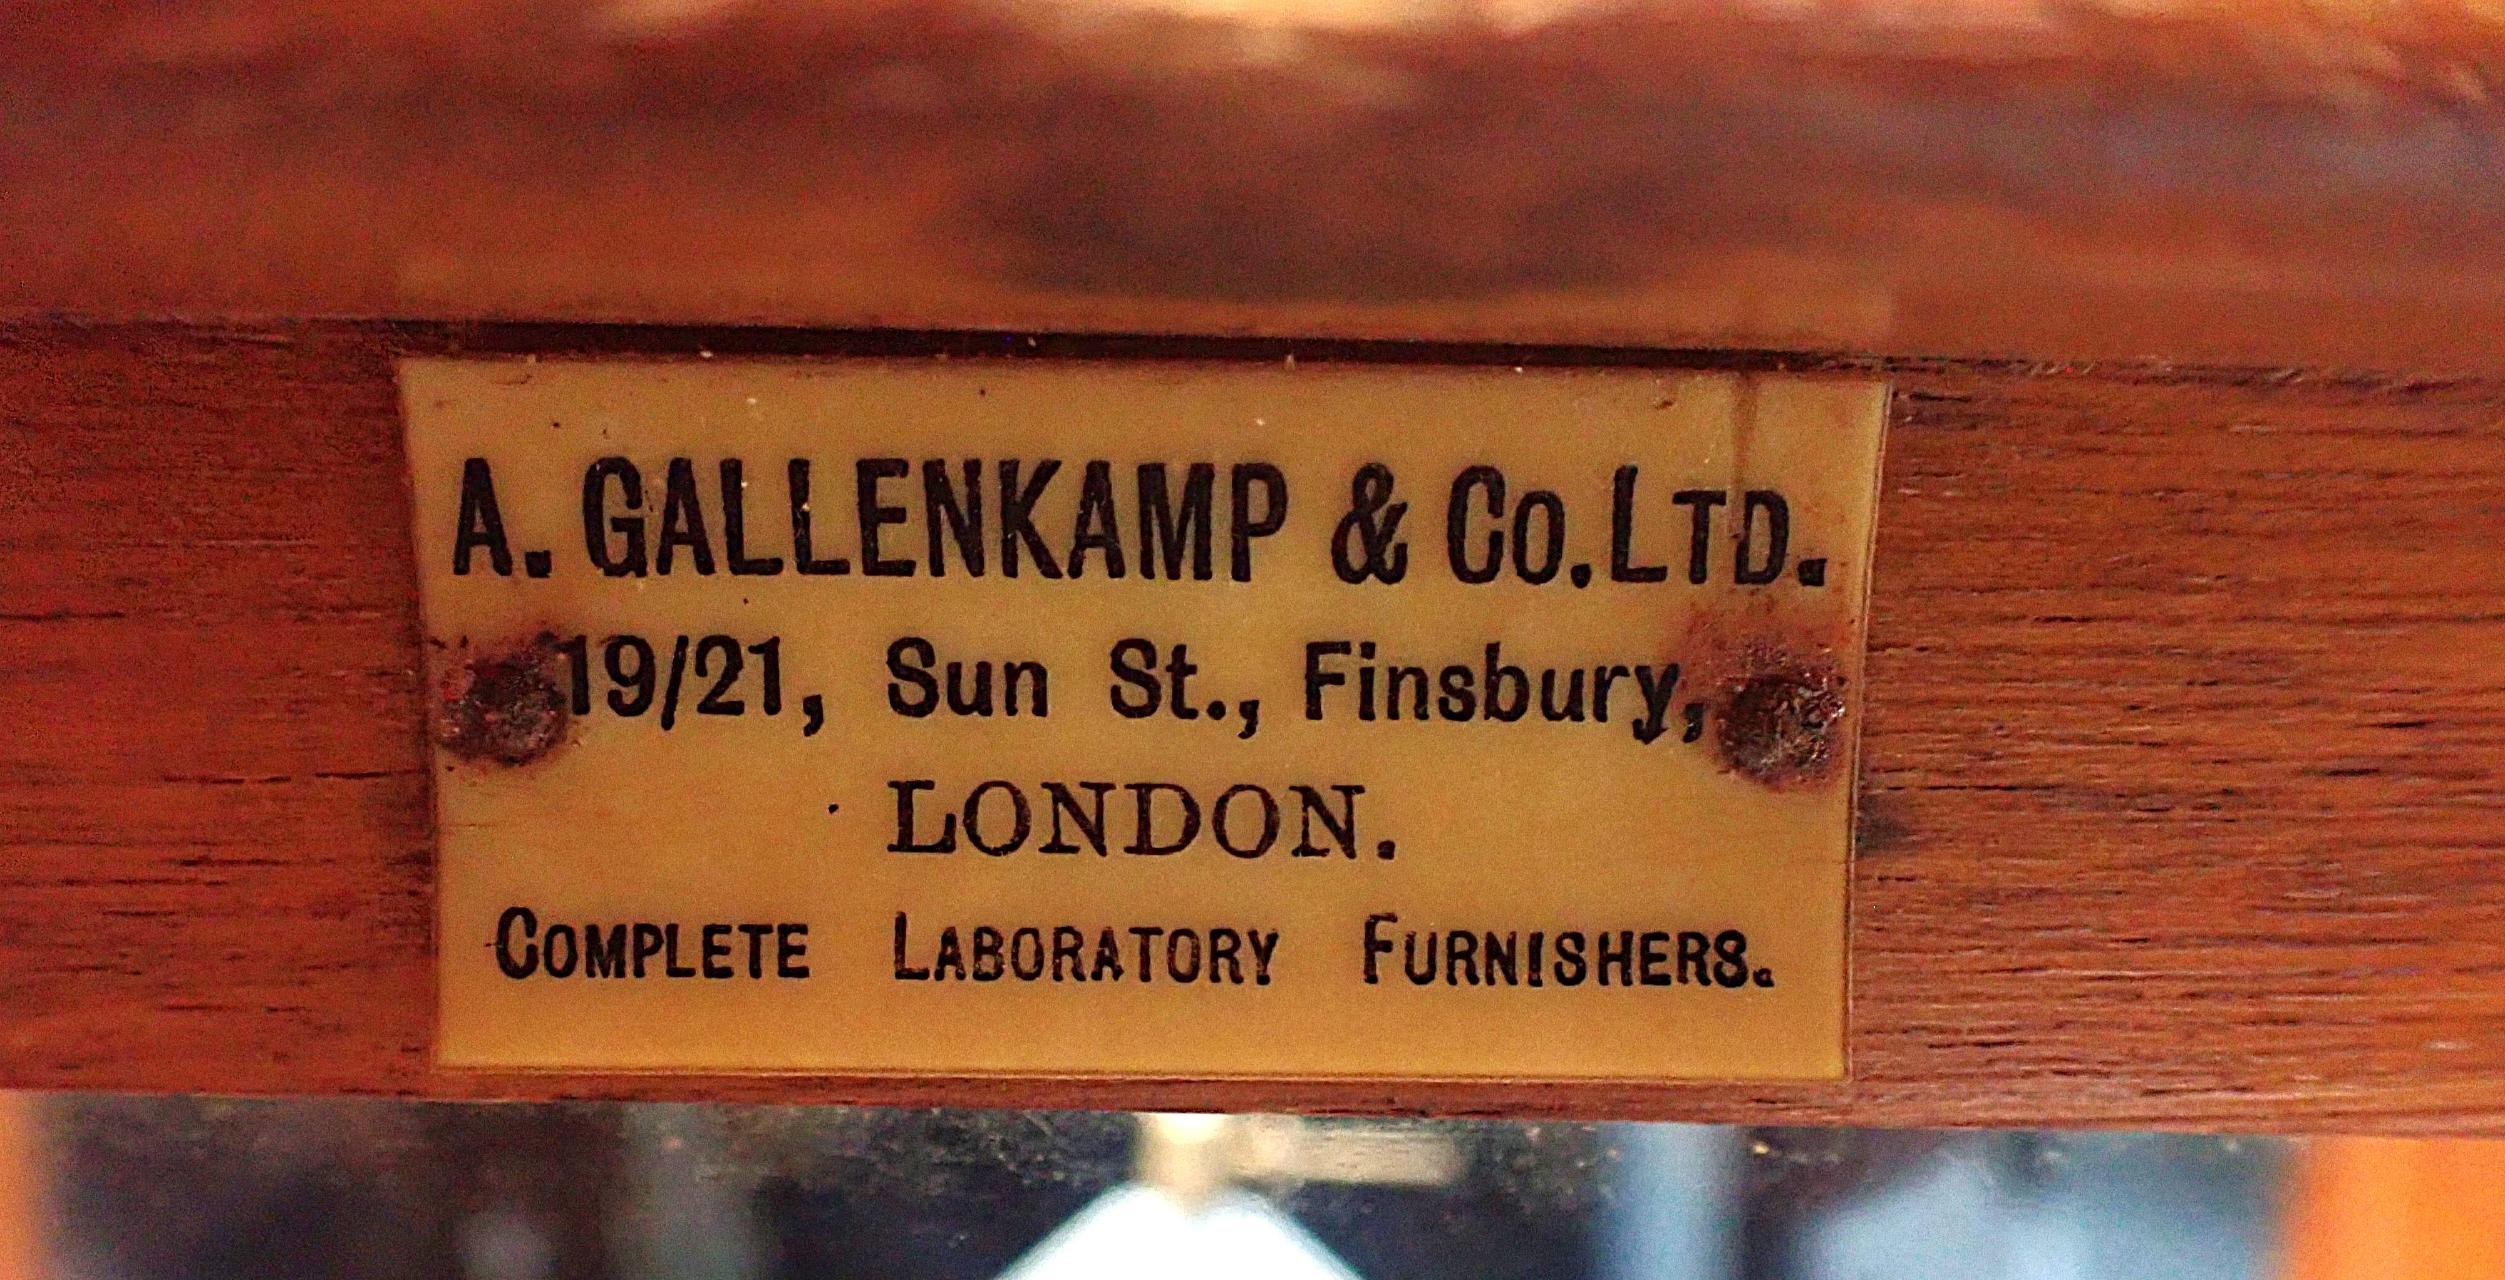 A. GALLENKAMP & CO. LTD.
19/21, Sun St., Finsbury,
LONDON.
COMPLETE LABORATORY FURNISHERS.